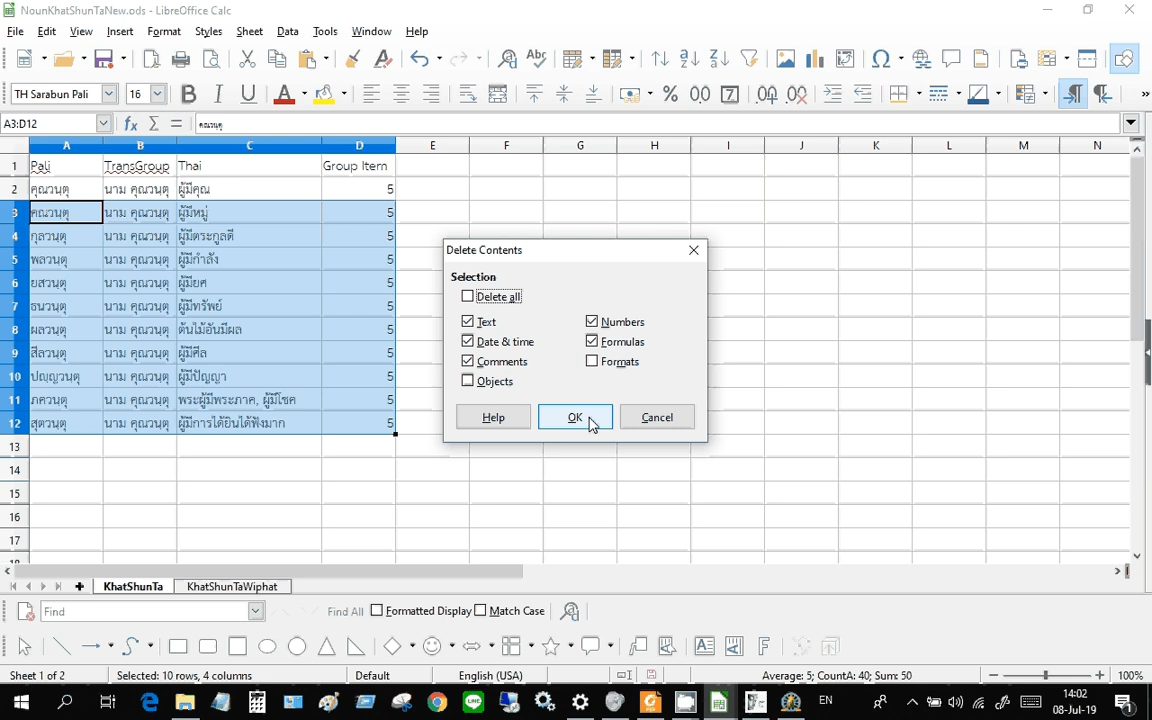 NounKhatShunTaNew.ods - LibreOffice Calc
File Edit View Insert Format Styles Sheet Data Tools Window Help
TH Sarabun Pali 16
A3:D12 คณวนฺตุ
A B C D E F G H I J K L M N
1 Pali TransGroup Thai Group Item
2 คุณวนฺตุ นาม คุณวนฺตุ ผู้มีคุณ 5
3 คณวนฺตุ นาม คุณวนฺตุ ผู้มีหมู่ 5
4 กุลวนฺตุ นาม คุณวนฺตุ ผู้มีตระกูลดี 5
5 พลวนฺตุ นาม คุณวนฺตุ ผู้มีกำลัง 5
6 ยสวนฺตุ นาม คุณวนฺตุ ผู้มียศ 5
7 ธนวนฺตุ นาม คุณวนฺตุ ผู้มีทรัพย์ 5
8 ผลวนฺตุ นาม คุณวนฺตุ ต้นไม้อันมีผล 5
9 สีลวนฺตุ นาม คุณวนฺตุ ผู้มีศีล 5
10 ปญฺญวนฺตุ นาม คุณวนฺตุ ผู้มีปัญญา 5
11 ภควนฺตุ นาม คุณวนฺตุ พระผู้มีพระภาค, ผู้มีโชค 5
12 สุตวนฺตุ นาม คุณวนฺตุ ผู้มีการได้ยินได้ฟังมาก 5
13
14
15
16
17
18
Delete Contents
Selection
Delete all
Text Numbers
Date & time Formulas
Comments Formats
Objects
Help OK Cancel
KhatShunTa KhatShunTaWiphat
Find Find All Formatted Display Match Case
Sheet 1 of 2 Selected: 10 rows, 4 columns Default English (USA) Average: 5; CountA: 40; Sum: 50 100%
EN 14:02
08-Jul-19